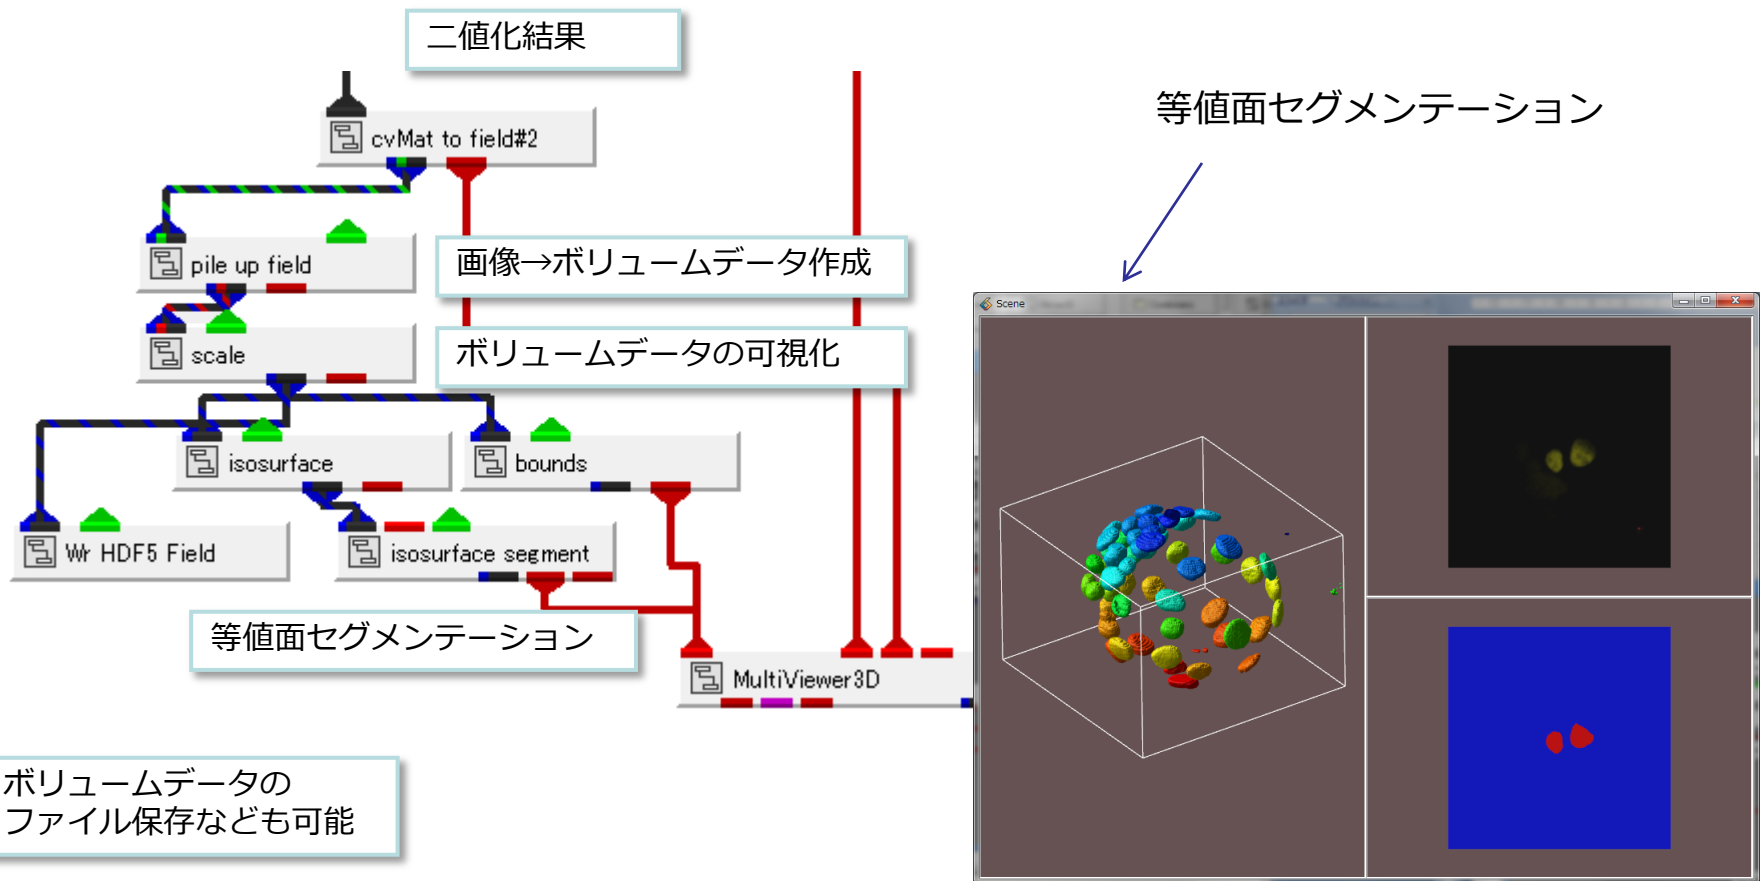 二値化結果
cvMat to field#2
等値面セグメンテーション
pile up field
画像→ボリュームデータ作成
scale
ボリュームデータの可視化
Scene
isosurface
bounds
Wr HDF5 Field
isosurface segment
等値面セグメンテーション
MultiViewer3D
ボリュームデータの
ファイル保存なども可能